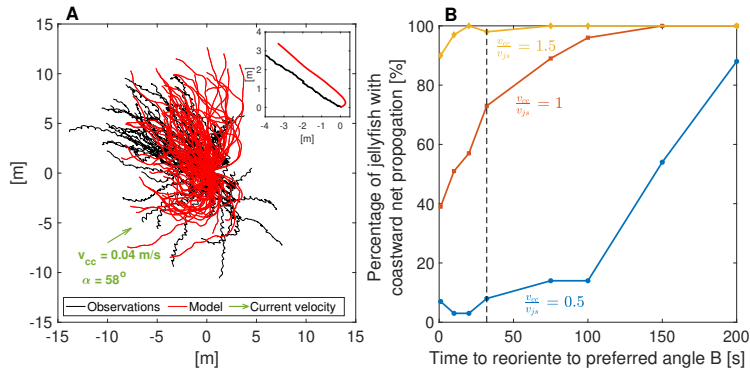 A
15
10
5
0
-5
-10
-15
-15
-10
-5
0
5
10
15
[m]
[m]
4
3
2
1
0
-4
-3
-2
-1
0
[m]
[m]
v_cc = 0.04 m/s
α = 58°
Observations Model Current velocity
B
100
80
60
40
20
0
0
50
100
150
200
Percentage of jellyfish with
coastward net propogation [%]
Time to reoriente to preferred angle B [s]
v_cc/v_js = 1.5
v_cc/v_js = 1
v_cc/v_js = 0.5